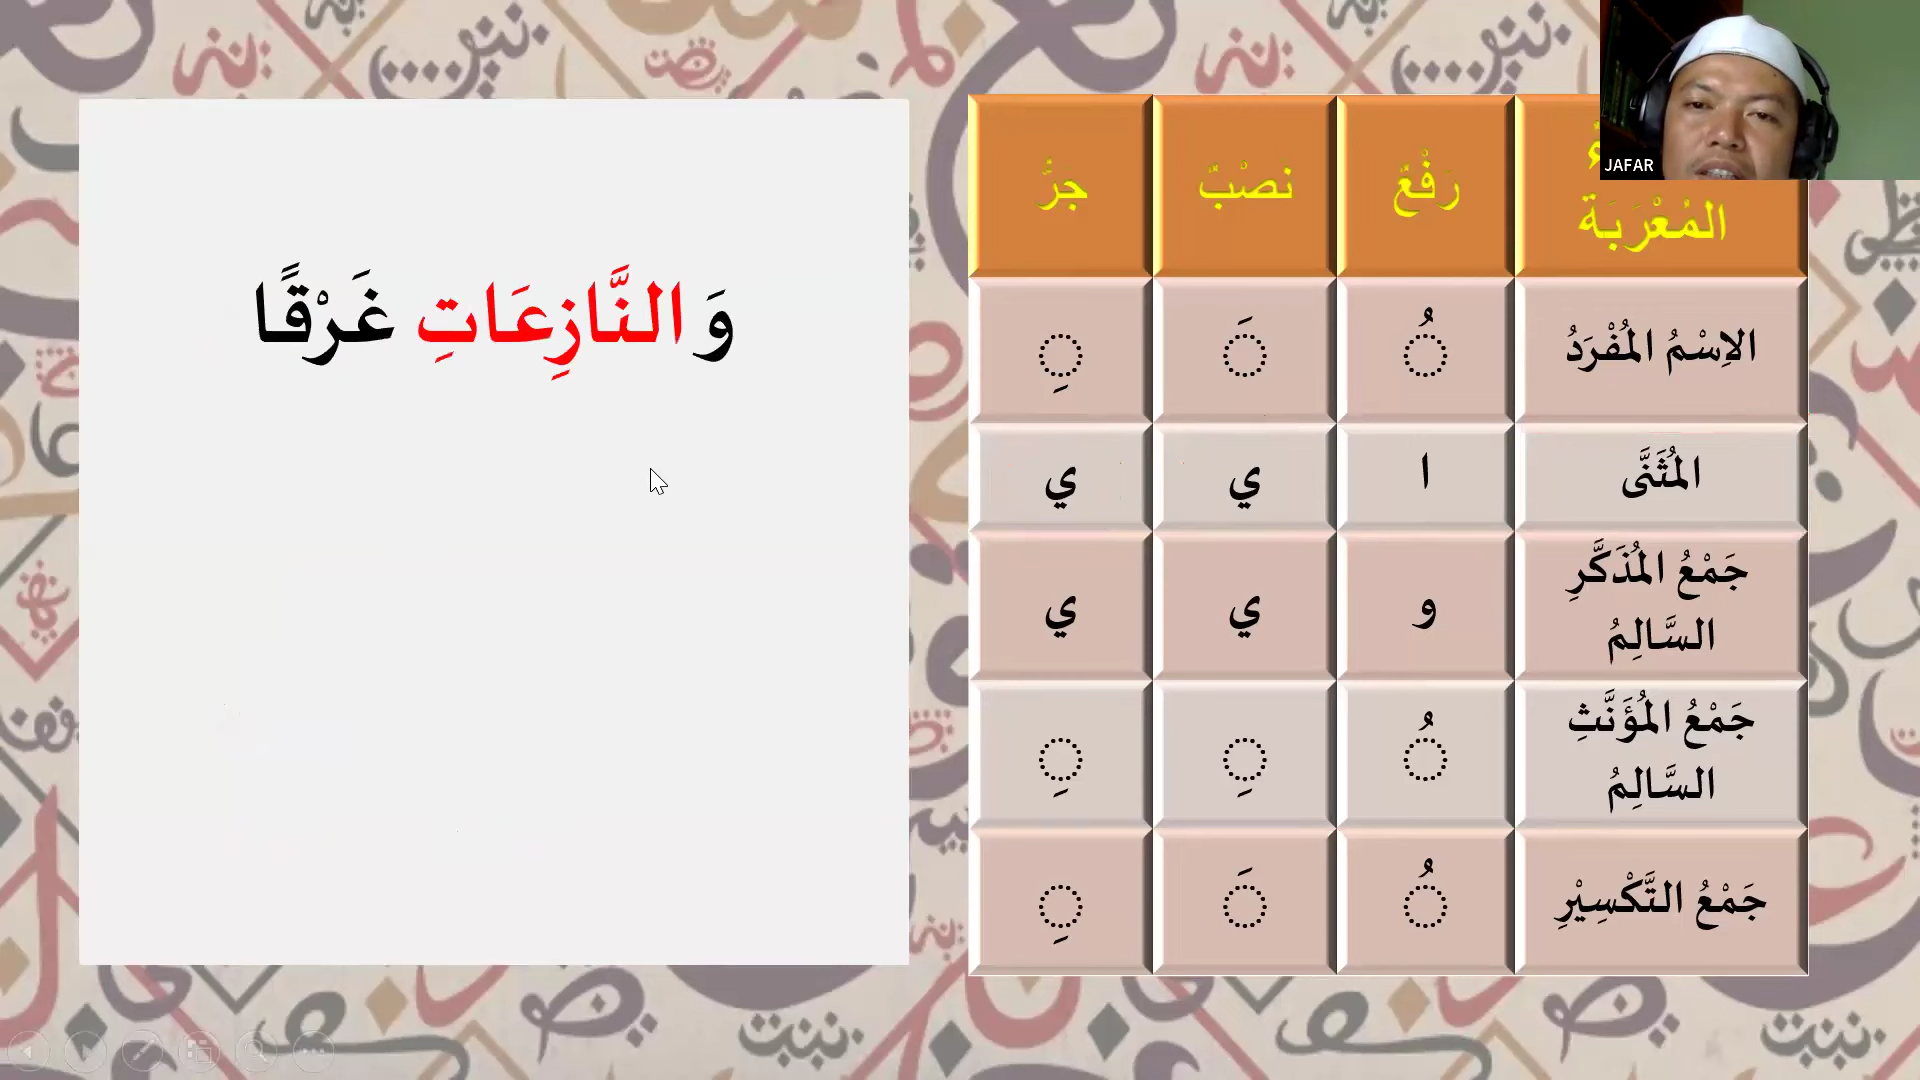 وَالنَّازِعَاتِ غَرْقًا
JAFAR
المُعْرَبَة رَفْعٌ نصْبٌ جرٌّ
الاِسْمُ المُفْرَدُ ◌ُ ◌َ ◌ِ
المُثَنَّى ا ي ي
جَمْعُ المُذَكَّرِ
السَّالِمُ و ي ي
جَمْعُ المُؤَنَّثِ
السَّالِمُ ◌ُ ◌ِ ◌ِ
جَمْعُ التَّكْسِيْرِ ◌ُ ◌َ ◌ِ